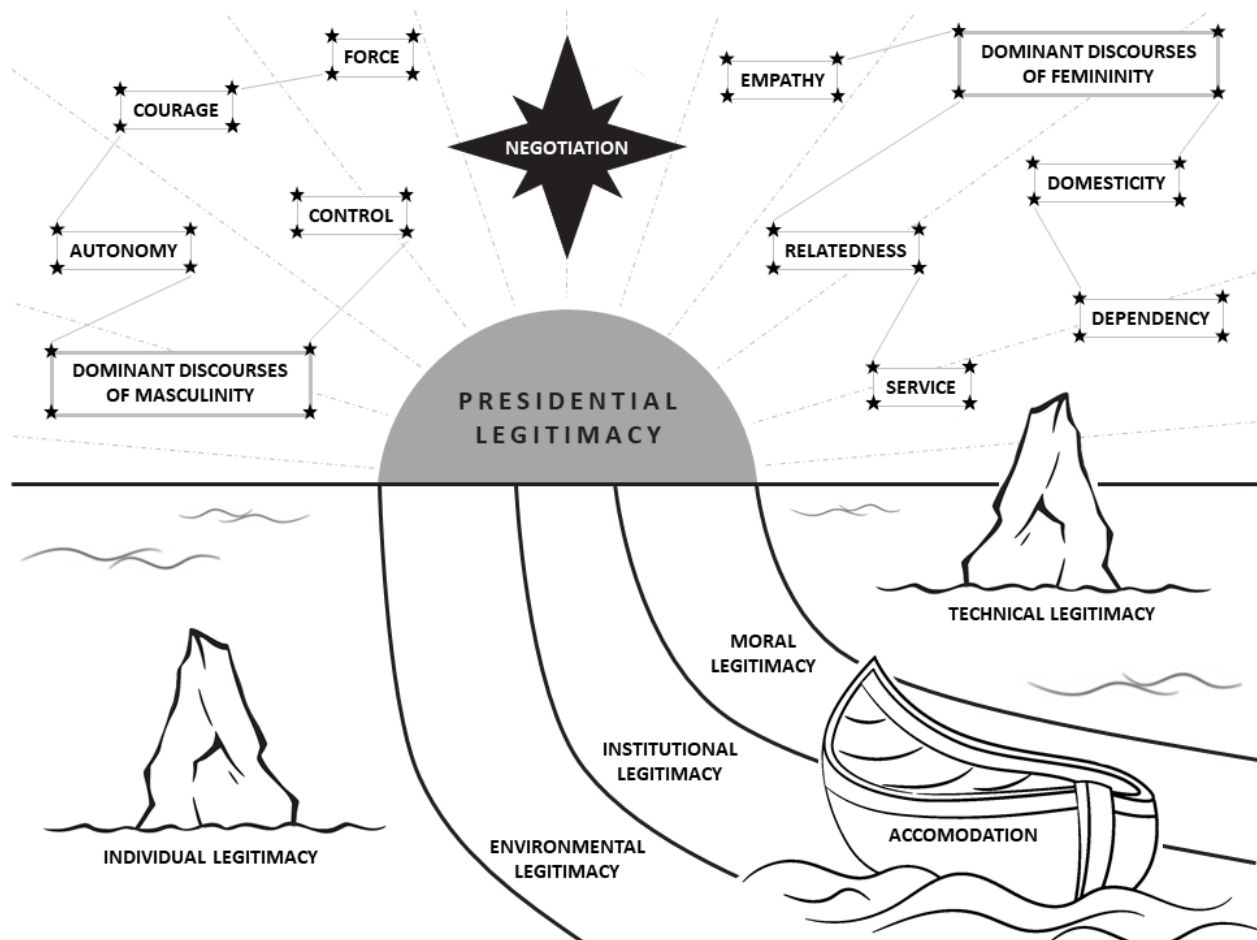 FORCE
COURAGE
NEGOTIATION
EMPATHY
DOMINANT DISCOURSES
OF FEMININITY
DOMESTICITY
CONTROL
AUTONOMY
RELATEDNESS
DEPENDENCY
DOMINANT DISCOURSES
OF MASCULINITY
SERVICE
PRESIDENTIAL
LEGITIMACY
TECHNICAL LEGITIMACY
MORAL
LEGITIMACY
INSTITUTIONAL
LEGITIMACY
ACCOMODATION
INDIVIDUAL LEGITIMACY
ENVIRONMENTAL
LEGITIMACY